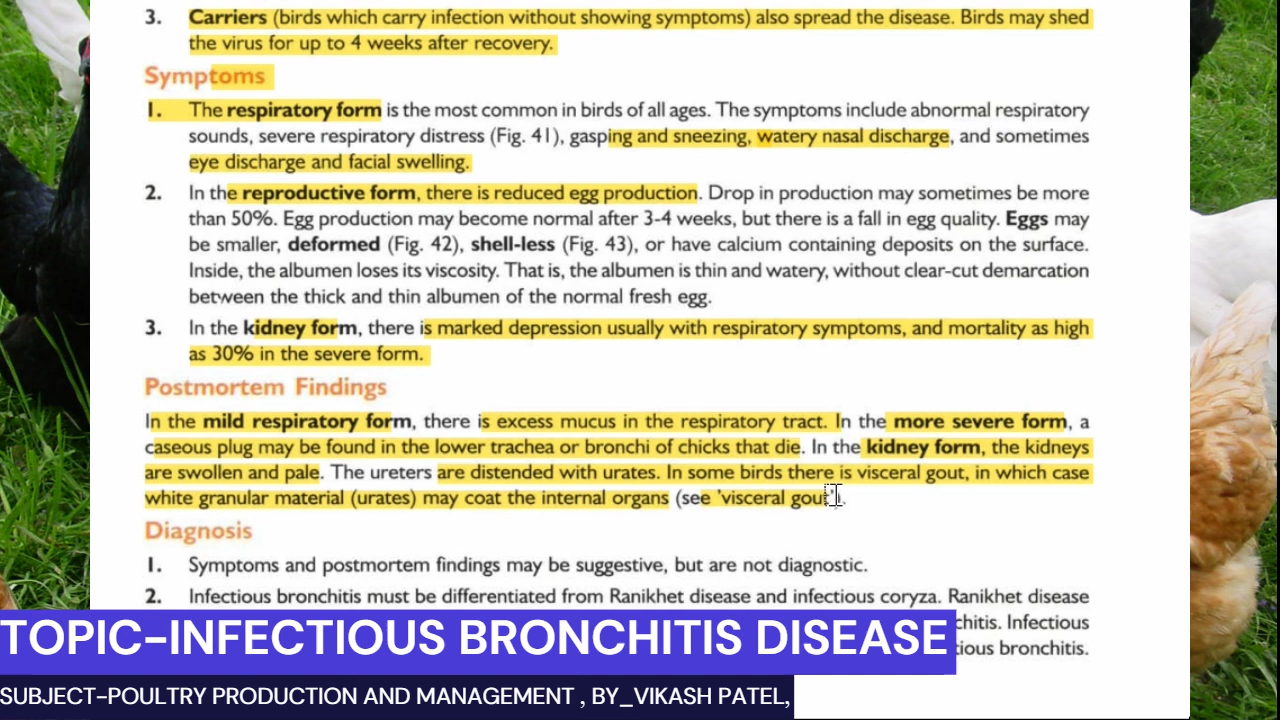 3. Carriers (birds which carry infection without showing symptoms) also spread the disease. Birds may shed
the virus for up to 4 weeks after recovery.
Symptoms
1. The respiratory form is the most common in birds of all ages. The symptoms include abnormal respiratory
sounds, severe respiratory distress (Fig. 41), gasping and sneezing, watery nasal discharge, and sometimes
eye discharge and facial swelling.
2. In the reproductive form, there is reduced egg production. Drop in production may sometimes be more
than 50%. Egg production may become normal after 3-4 weeks, but there is a fall in egg quality. Eggs may
be smaller, deformed (Fig. 42), shell-less (Fig. 43), or have calcium containing deposits on the surface.
Inside, the albumen loses its viscosity. That is, the albumen is thin and watery, without clear-cut demarcation
between the thick and thin albumen of the normal fresh egg.
3. In the kidney form, there is marked depression usually with respiratory symptoms, and mortality as high
as 30% in the severe form.
Postmortem Findings
In the mild respiratory form, there is excess mucus in the respiratory tract. In the more severe form, a
caseous plug may be found in the lower trachea or bronchi of chicks that die. In the kidney form, the kidneys
are swollen and pale. The ureters are distended with urates. In some birds there is visceral gout, in which case
white granular material (urates) may coat the internal organs (see 'visceral gout').
Diagnosis
1. Symptoms and postmortem findings may be suggestive, but are not diagnostic.
2. Infectious bronchitis must be differentiated from Ranikhet disease and infectious coryza. Ranikhet disease
chitis. Infectious
tious bronchitis.
TOPIC-INFECTIOUS BRONCHITIS DISEASE
SUBJECT-POULTRY PRODUCTION AND MANAGEMENT , BY_VIKASH PATEL,